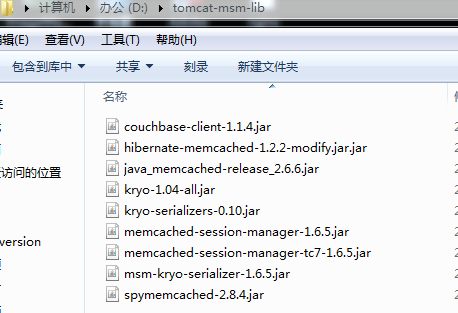 计算机 ▸ 办公 (D:) ▸ tomcat-msm-lib
编辑(E) 查看(V) 工具(T) 帮助(H)
包含到库中 共享 刻录 新建文件夹
名称
couchbase-client-1.1.4.jar
hibernate-memcached-1.2.2-modify.jar.jar
java_memcached-release_2.6.6.jar
访问的位置
kryo-1.04-all.jar
kryo-serializers-0.10.jar
memcached-session-manager-1.6.5.jar
version
memcached-session-manager-tc7-1.6.5.jar
msm-kryo-serializer-1.6.5.jar
spymemcached-2.8.4.jar